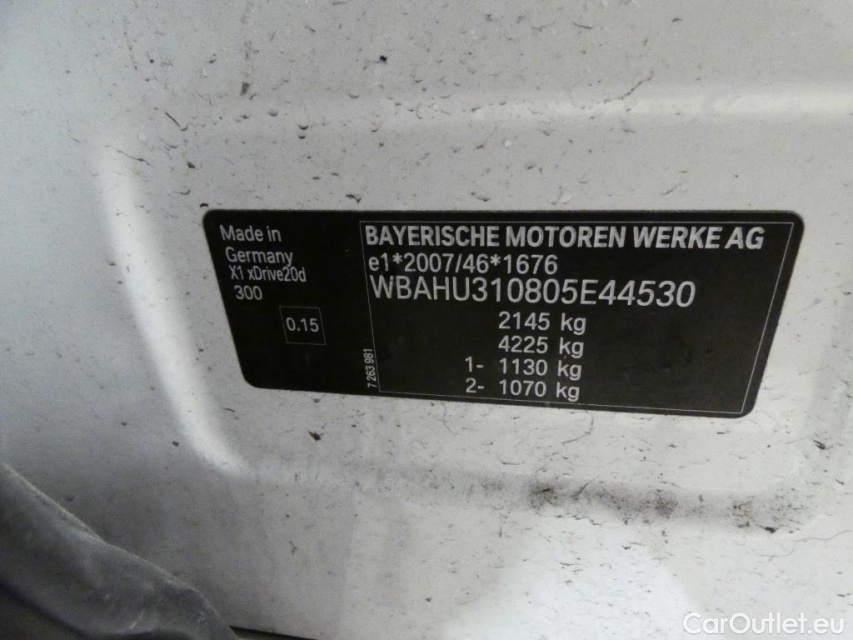 Made in
Germany
X1 xDrive20d
300
0.15
7 263 981
BAYERISCHE MOTOREN WERKE AG
e1*2007/46*1676
WBAHU310805E44530
2145 kg
4225 kg
1- 1130 kg
2- 1070 kg
CarOutlet.eu